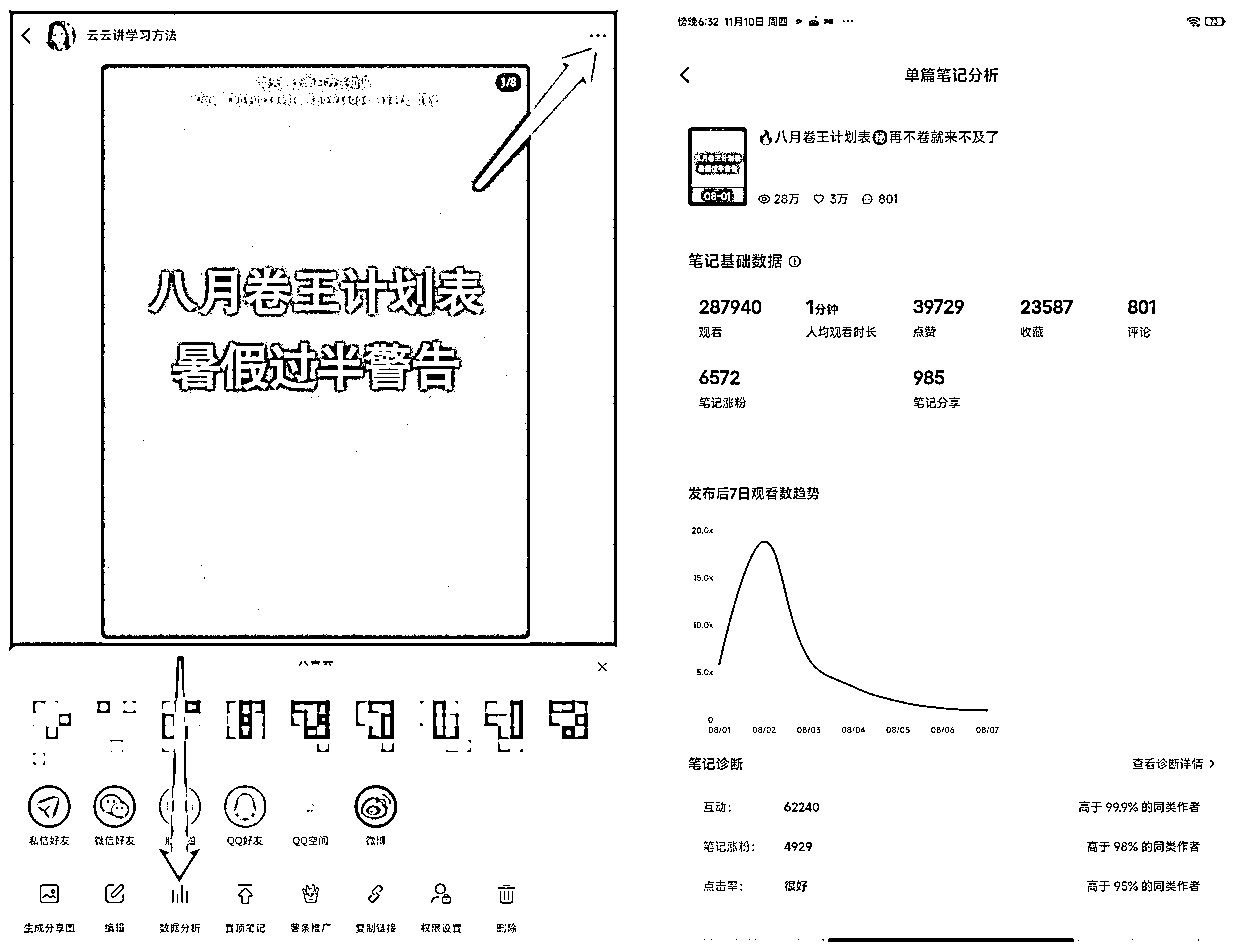 云云讲学习方法
1/8
八月卷王计划表
暑假过半警告
私信好友
微信好友
QQ好友
QQ空间
微博
生成分享图
编辑
数据分析
置顶笔记
薯条推广
复制链接
权限设置
删除
傍晚6:32 11月10日 周四
单篇笔记分析
🔥八月卷王计划表
再不卷就来不及了
08-01
28万
3万
801
笔记基础数据
287940
1分钟
39729
23587
801
观看
人均观看时长
点赞
收藏
评论
6572
985
笔记涨粉
笔记分享
发布后7日观看数趋势
20.0k
15.0k
10.0k
5.0k
0
08/01
08/02
08/03
08/04
08/05
08/06
08/07
笔记诊断
查看诊断详情 >
互动：
62240
高于 99.9% 的同类作者
笔记涨粉：
4929
高于 98% 的同类作者
点击率：
很好
高于 95% 的同类作者